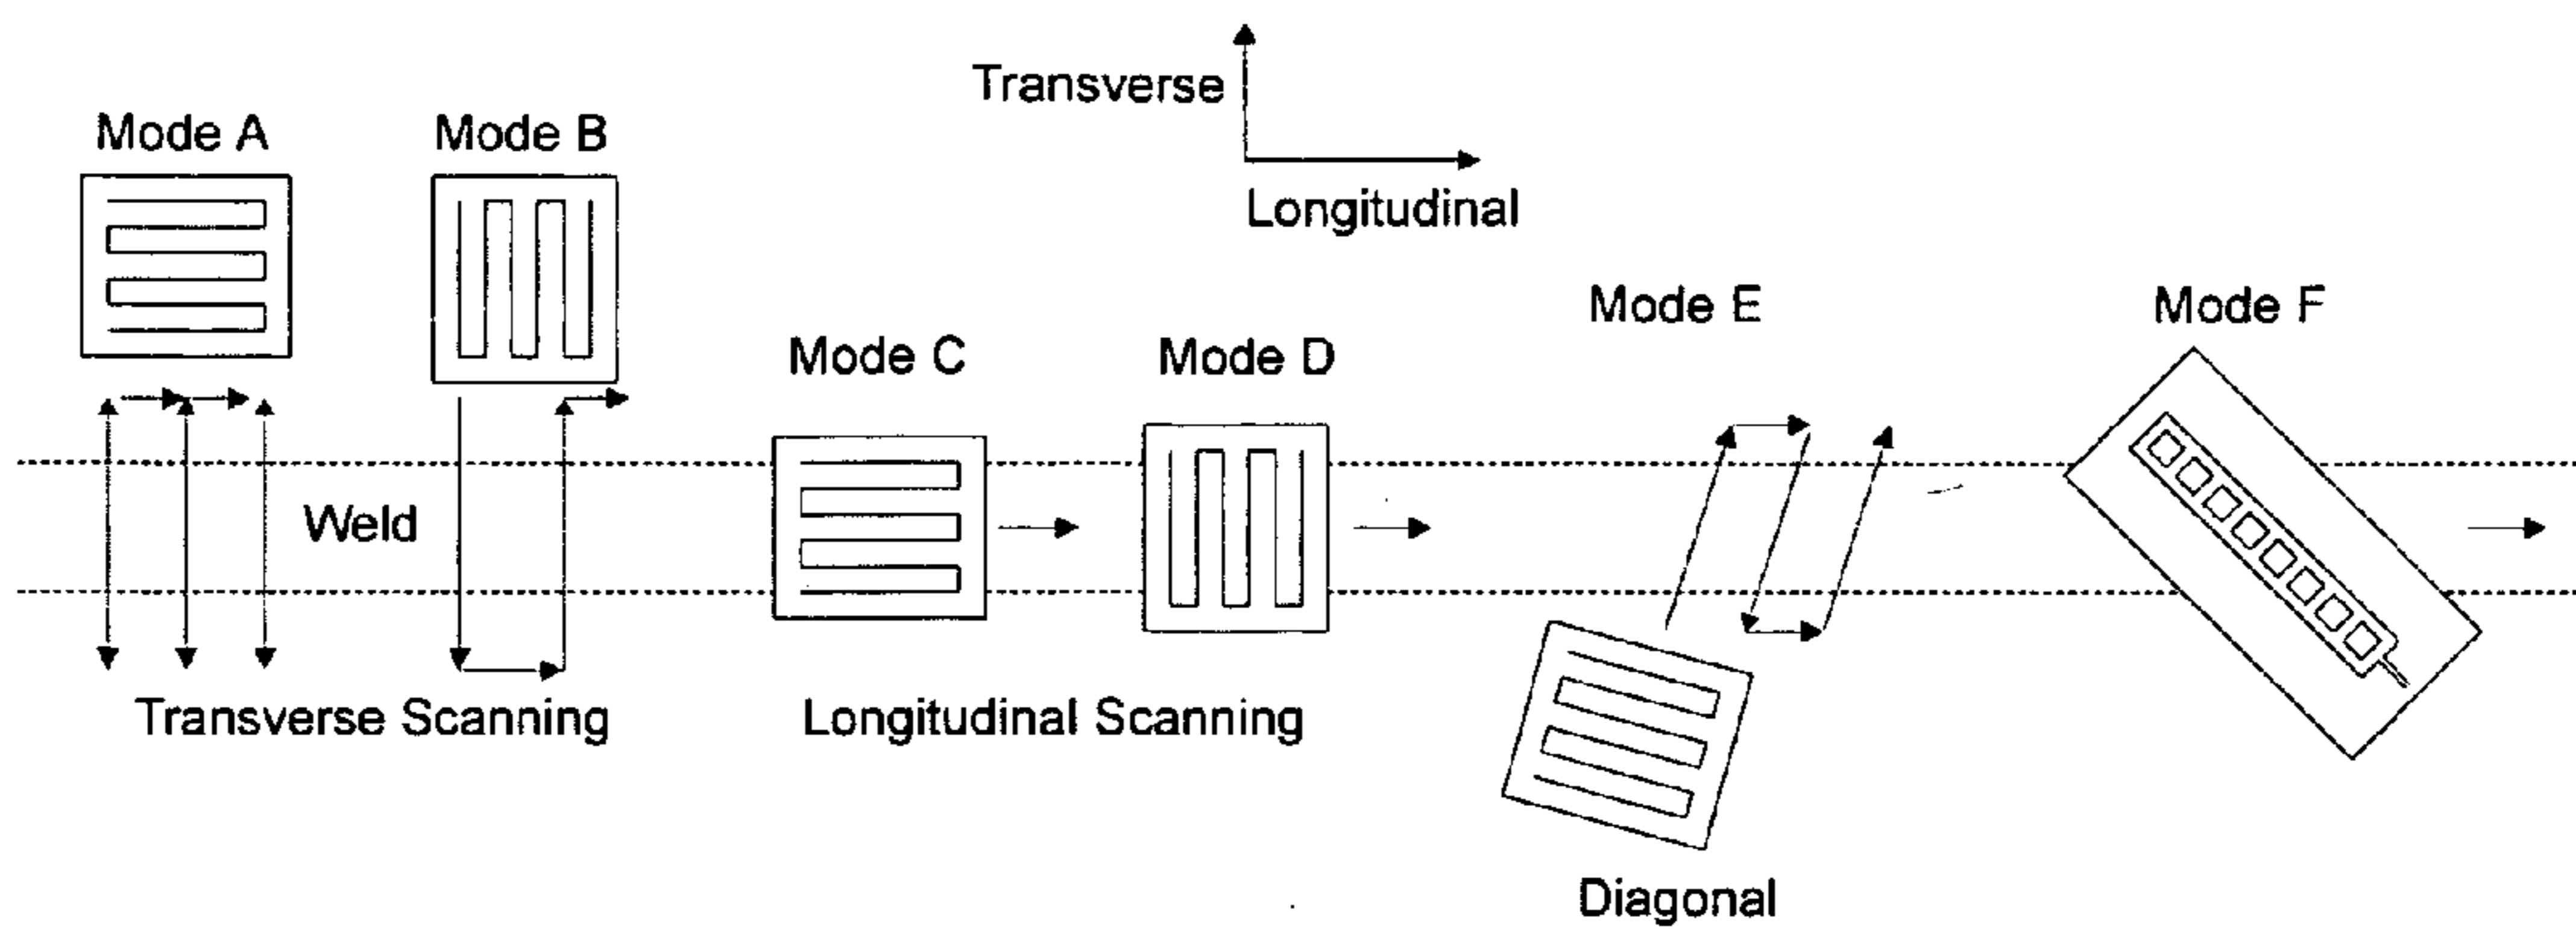 Transverse
Longitudinal
Mode A
Mode B
Mode C
Mode D
Mode E
Mode F
Weld
Transverse Scanning
Longitudinal Scanning
Diagonal